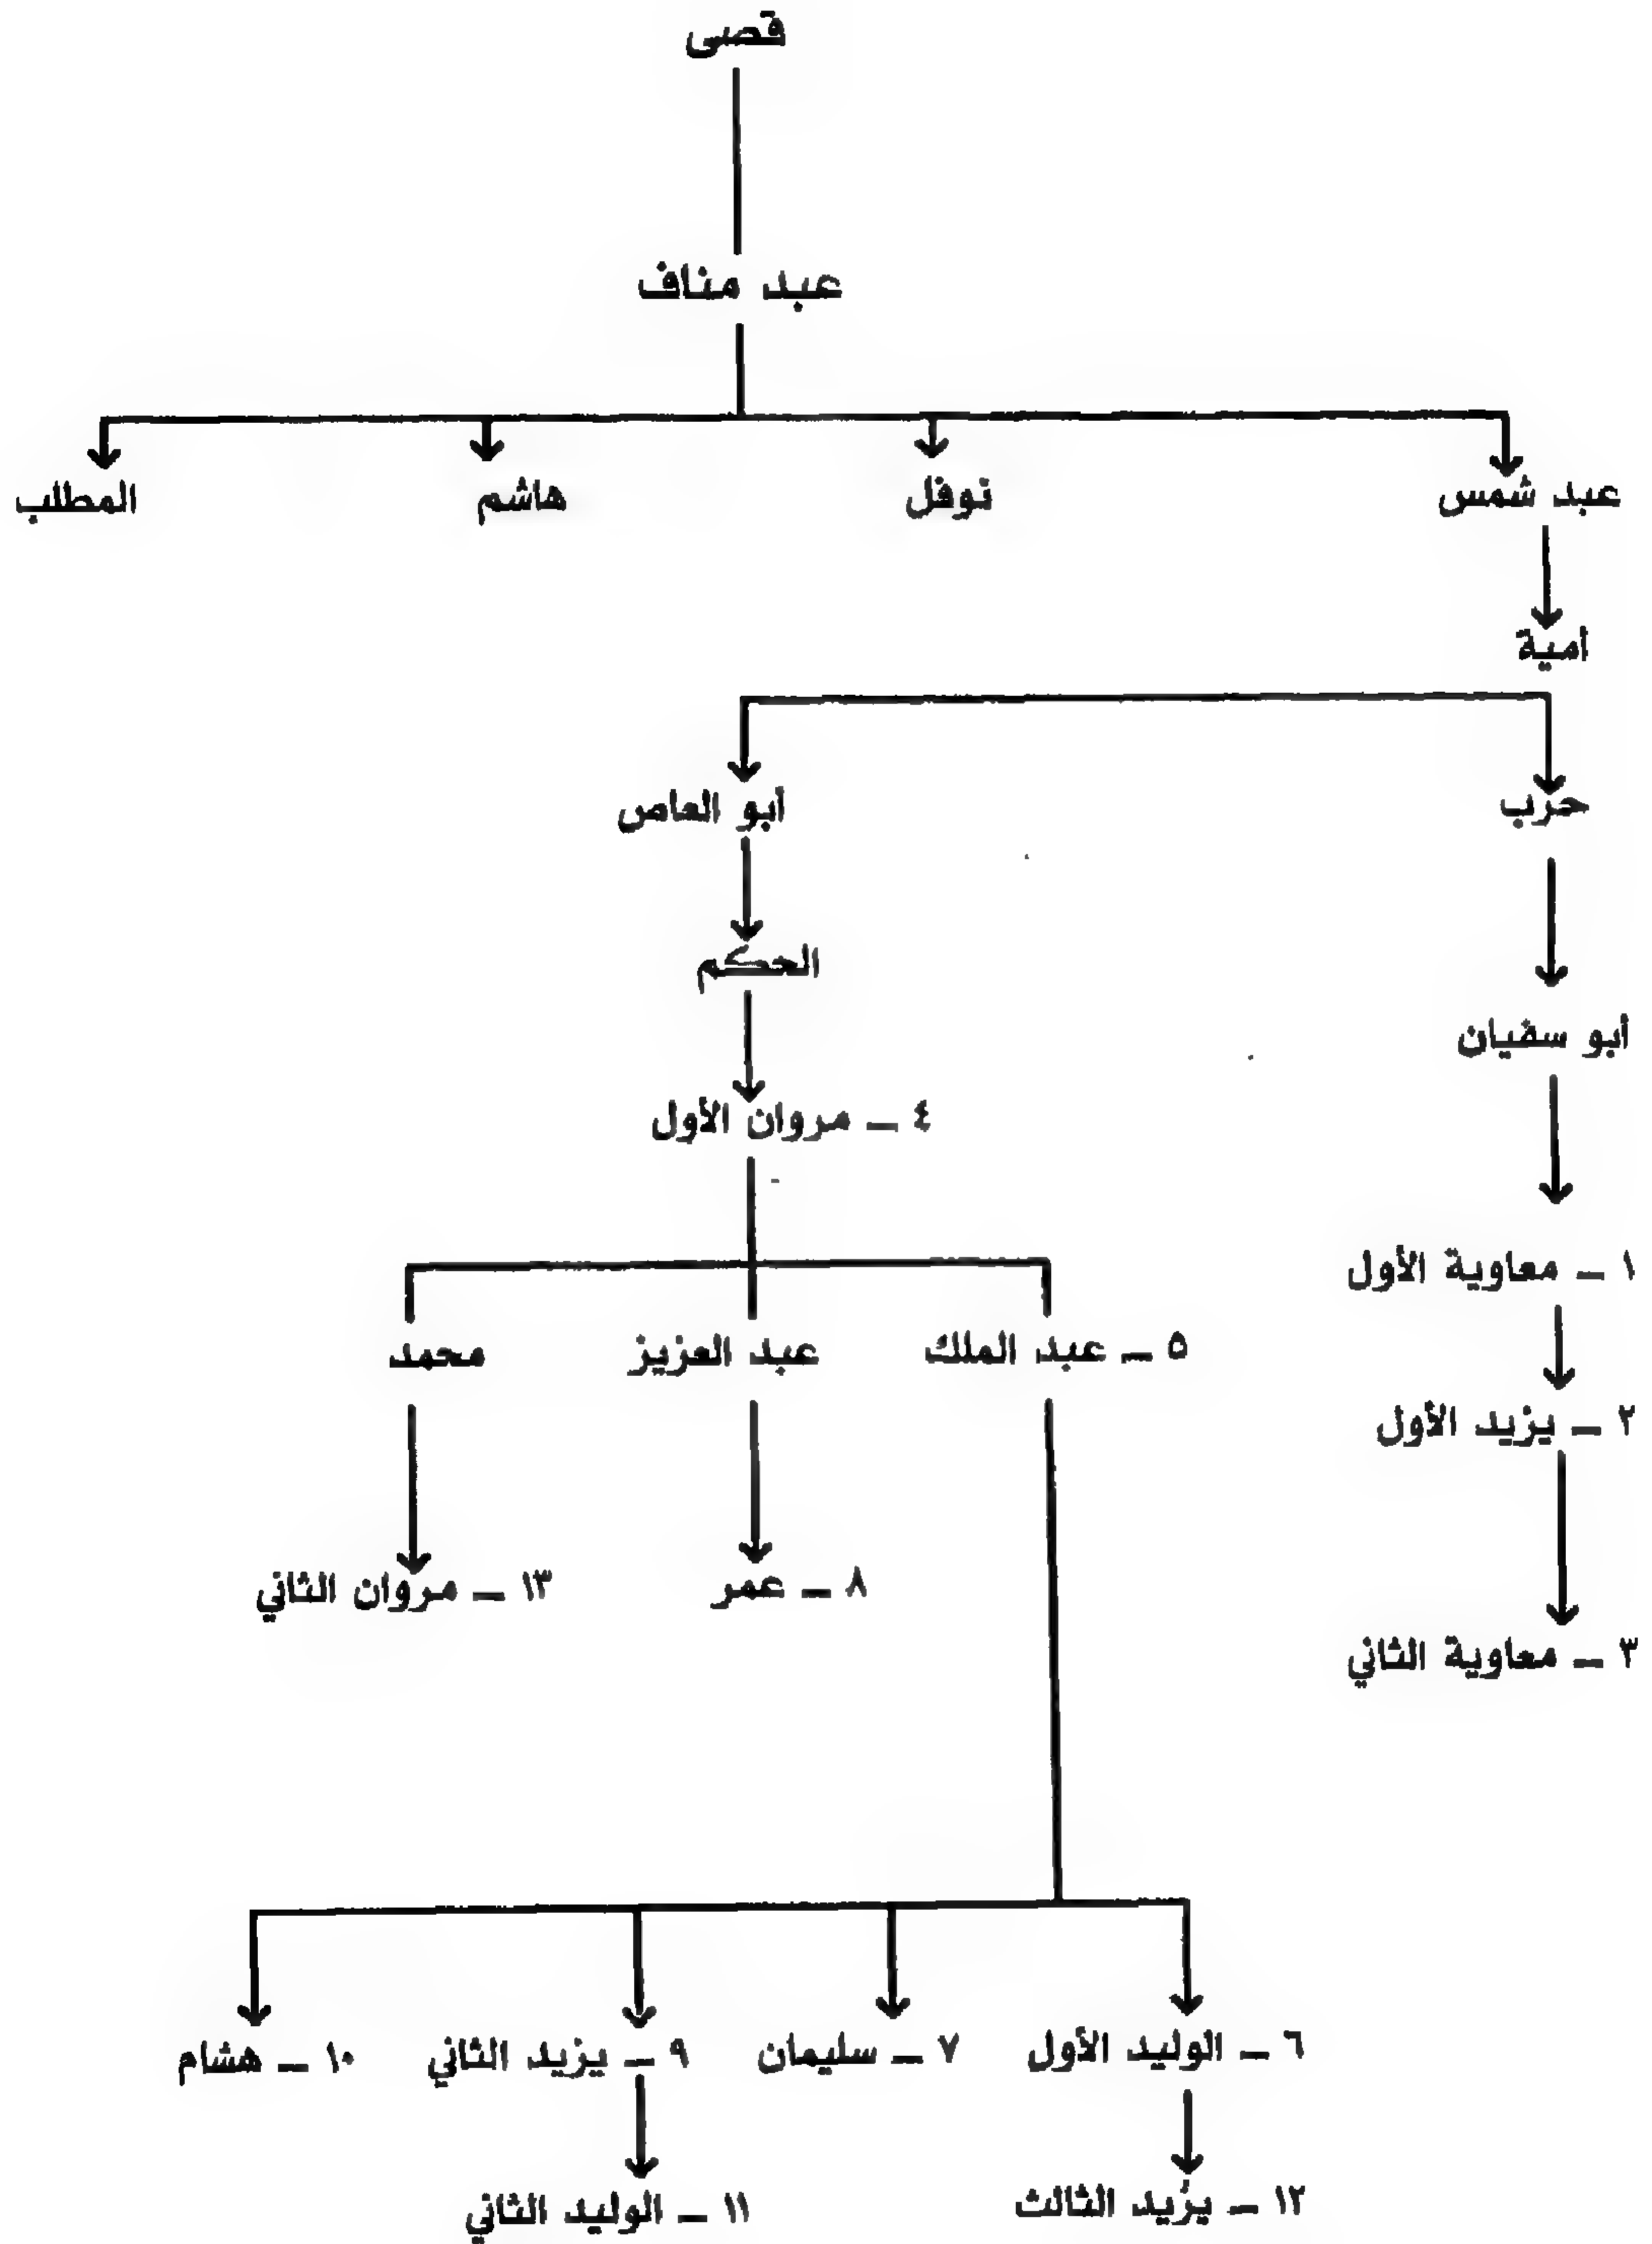 قصى
عبد مناف
عبد شمس
نوفل
هاشم
المطلب
أمية
حرب
أبو العاص
الحكم
أبو سفيان
٤ – مروان الأول
١ – معاوية الأول
٥ – عبد الملك
عبد العزيز
محمد
٢ – يزيد الأول
٨ – عمر
١٣ – مروان الثاني
٣ – معاوية الثاني
٦ – الوليد الأول
٧ – سليمان
٩ – يزيد الثاني
١٠ – هشام
١٢ – يزيد الثالث
١١ – الوليد الثاني